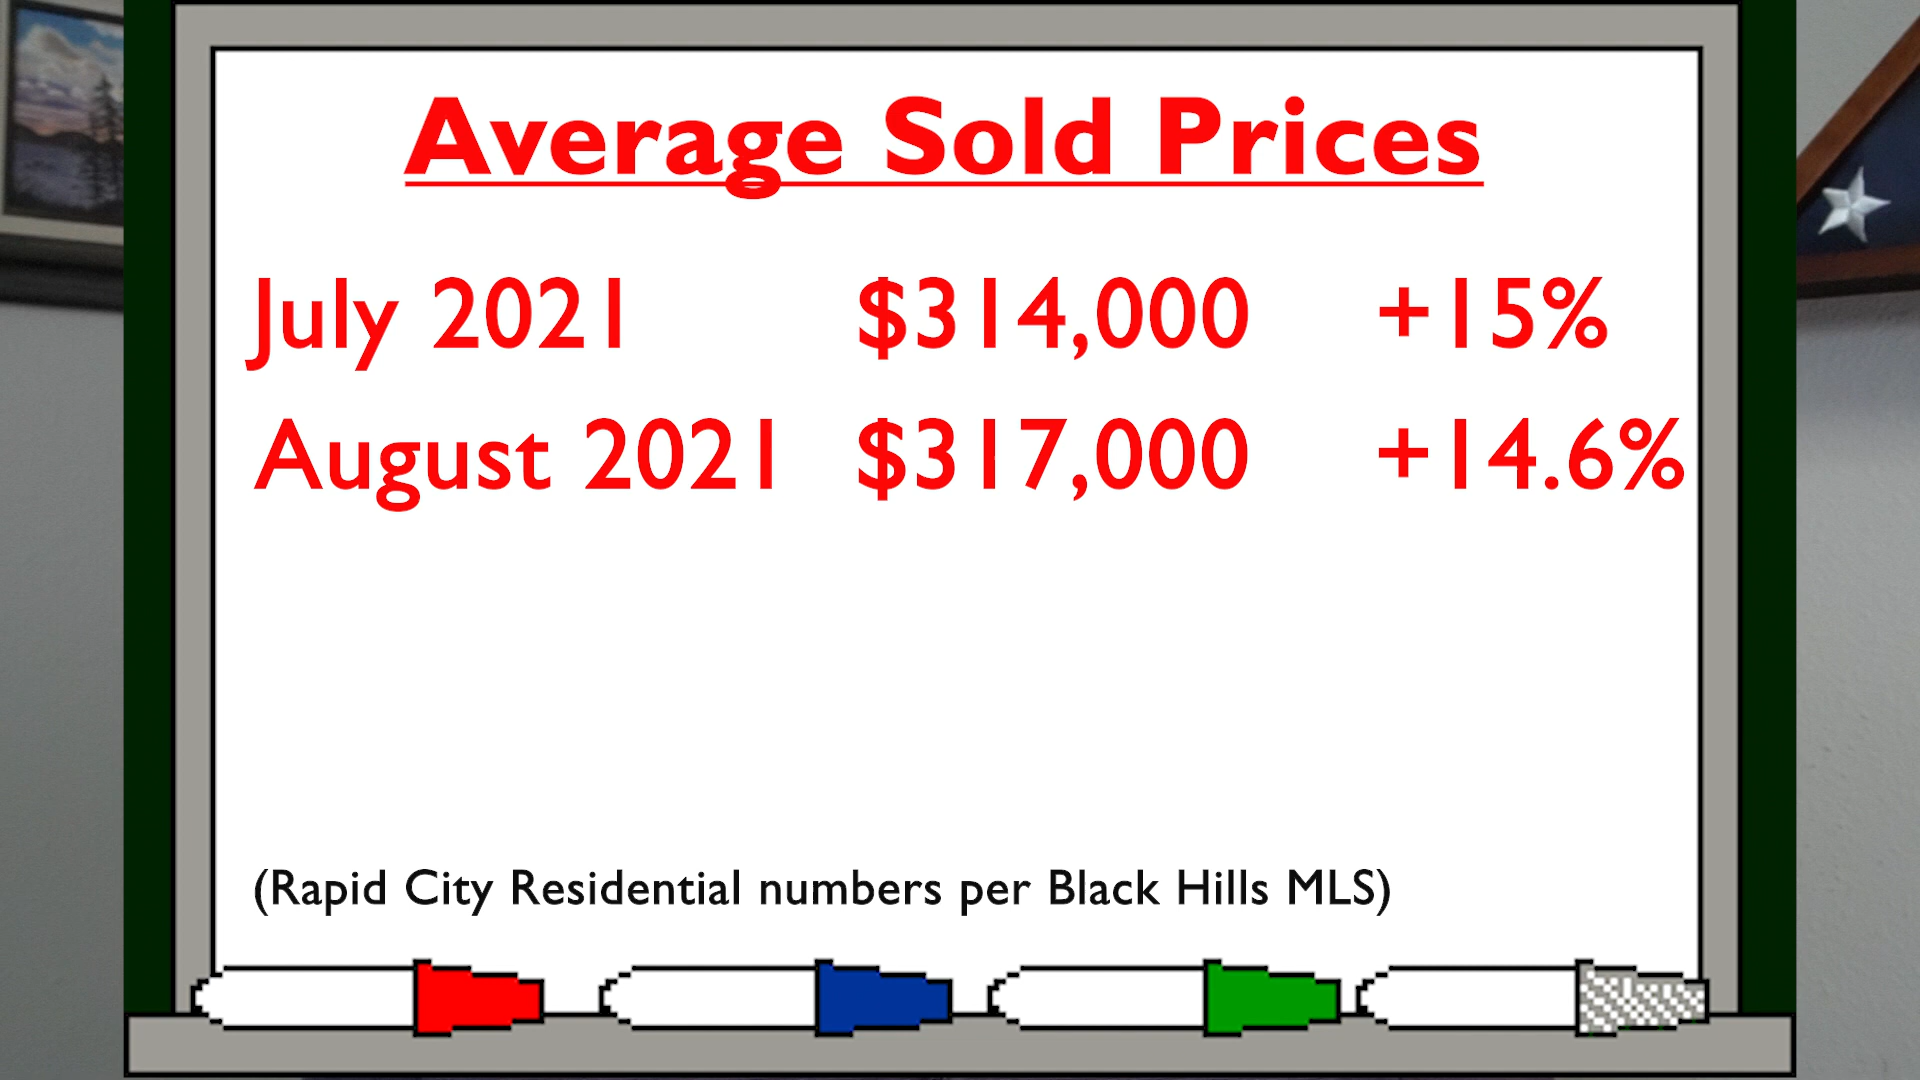 Average Sold Prices
July 2021 $314,000 +15%
August 2021 $317,000 +14.6%
(Rapid City Residential numbers per Black Hills MLS)